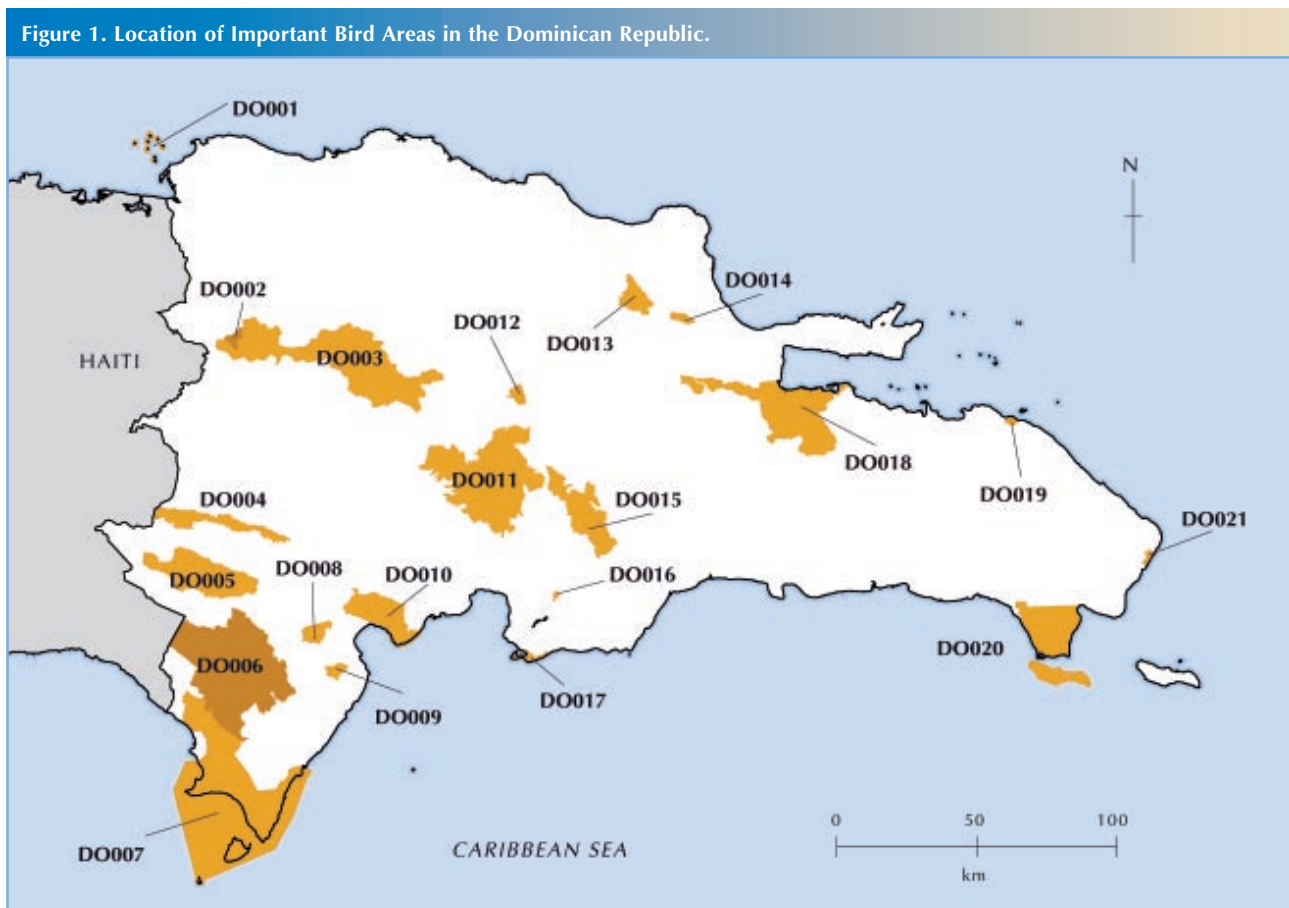 Figure 1. Location of Important Bird Areas in the Dominican Republic.
DO001
N
DO002
DO014
DO012
DO013
HAITI
DO003
DO018
DO011
DO019
DO004
DO015
DO021
DO008
DO010
DO016
DO005
DO020
DO006
DO017
DO009
0 50 100
DO007
CARIBBEAN SEA
km